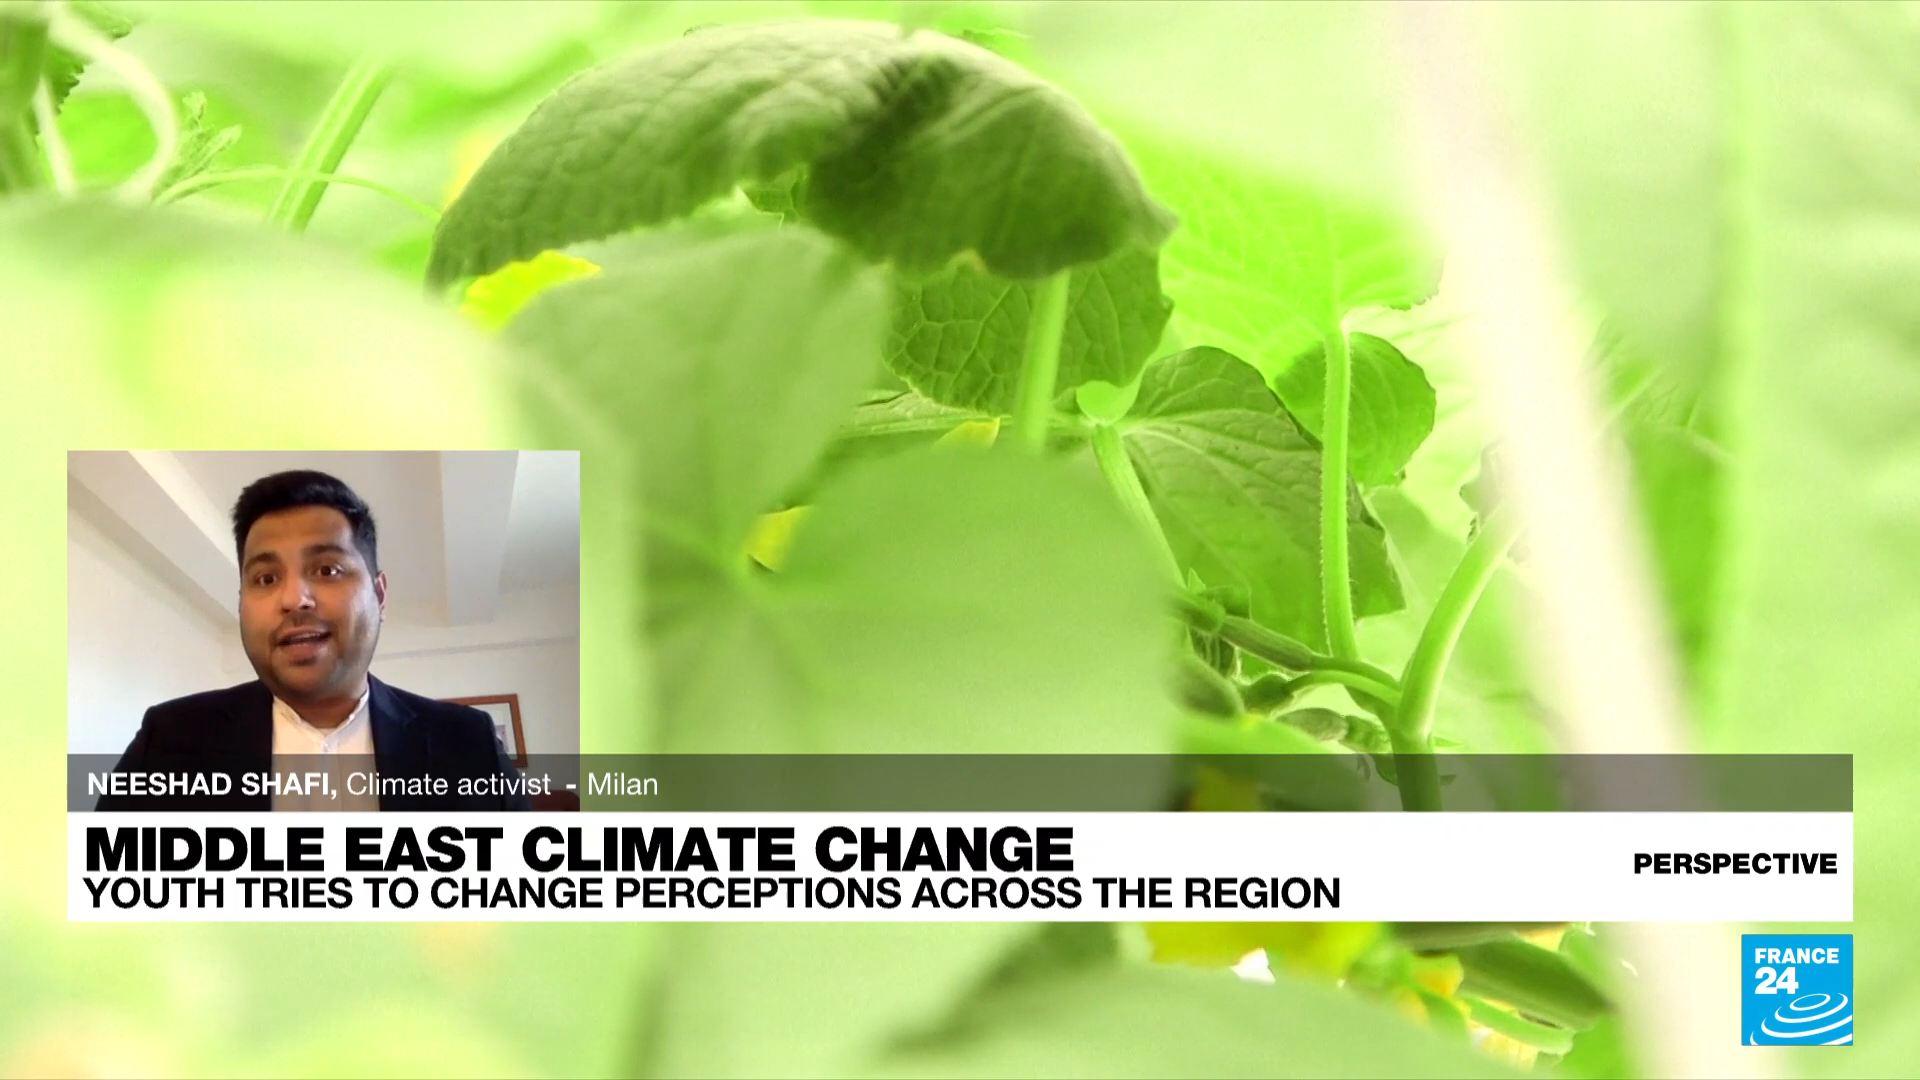 NEESHAD SHAFI, Climate activist - Milan
MIDDLE EAST CLIMATE CHANGE
YOUTH TRIES TO CHANGE PERCEPTIONS ACROSS THE REGION
PERSPECTIVE
FRANCE
24